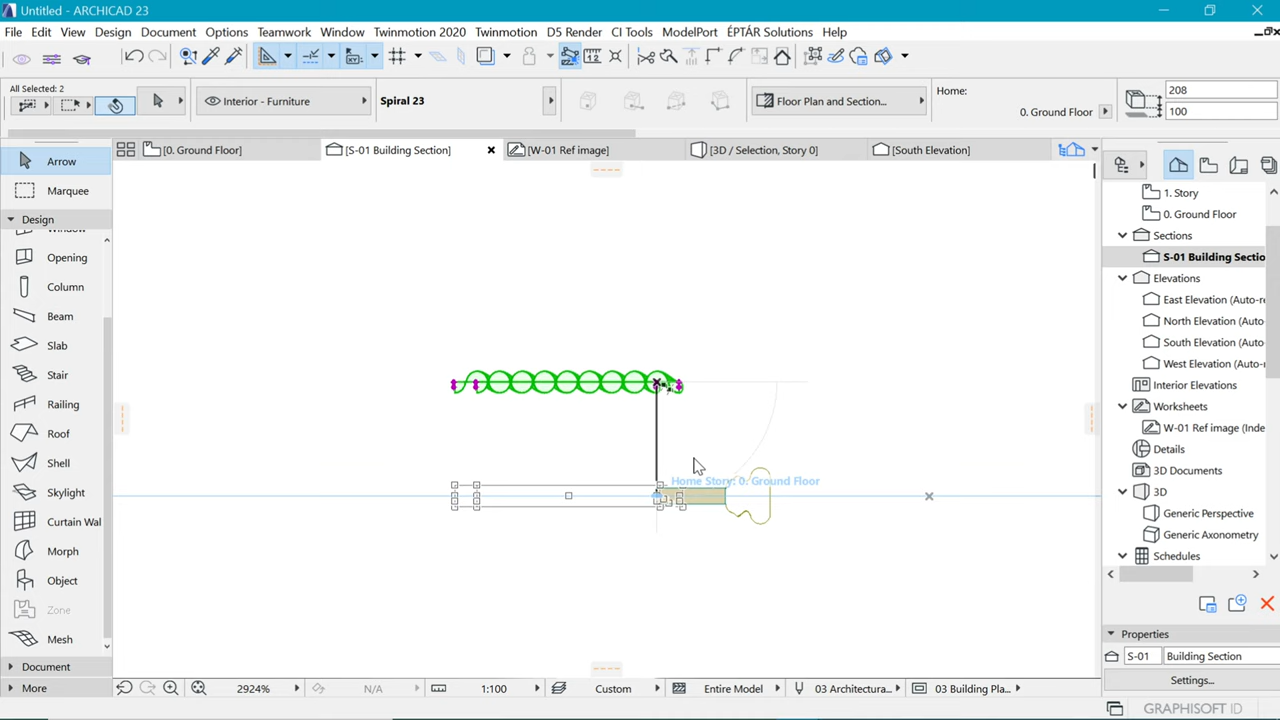 Untitled - ARCHICAD 23
File Edit View Design Document Options Teamwork Window Twinmotion 2020 Twinmotion D5 Render CI Tools ModelPort ÉPTÁR Solutions Help
All Selected: 2
Interior - Furniture
Spiral 23
Floor Plan and Section...
Home:
0. Ground Floor
208
100
[0. Ground Floor]
[S-01 Building Section]
[W-01 Ref image]
[3D / Selection, Story 0]
[South Elevation]
Arrow
Marquee
Design
Window
Opening
Column
Beam
Slab
Stair
Railing
Roof
Shell
Skylight
Curtain Wal
Morph
Object
Zone
Mesh
Document
More
Home Story: 0. Ground Floor
1. Story
0. Ground Floor
Sections
S-01 Building Sectio
Elevations
East Elevation (Auto-r
North Elevation (Auto
South Elevation (Auto-
West Elevation (Auto-
Interior Elevations
Worksheets
W-01 Ref image (Inde
Details
3D Documents
3D
Generic Perspective
Generic Axonometry
Schedules
Properties
S-01 Building Section
Settings...
2924%
N/A
1:100
Custom
Entire Model
03 Architectura...
03 Building Pla...
GRAPHISOFT ID